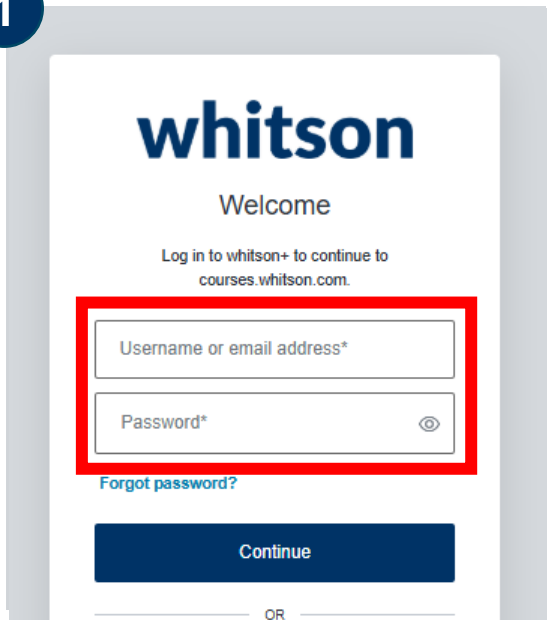 1
whitson
Welcome
Log in to whitson+ to continue to
courses.whitson.com.
Username or email address*
Password*
Forgot password?
Continue
OR